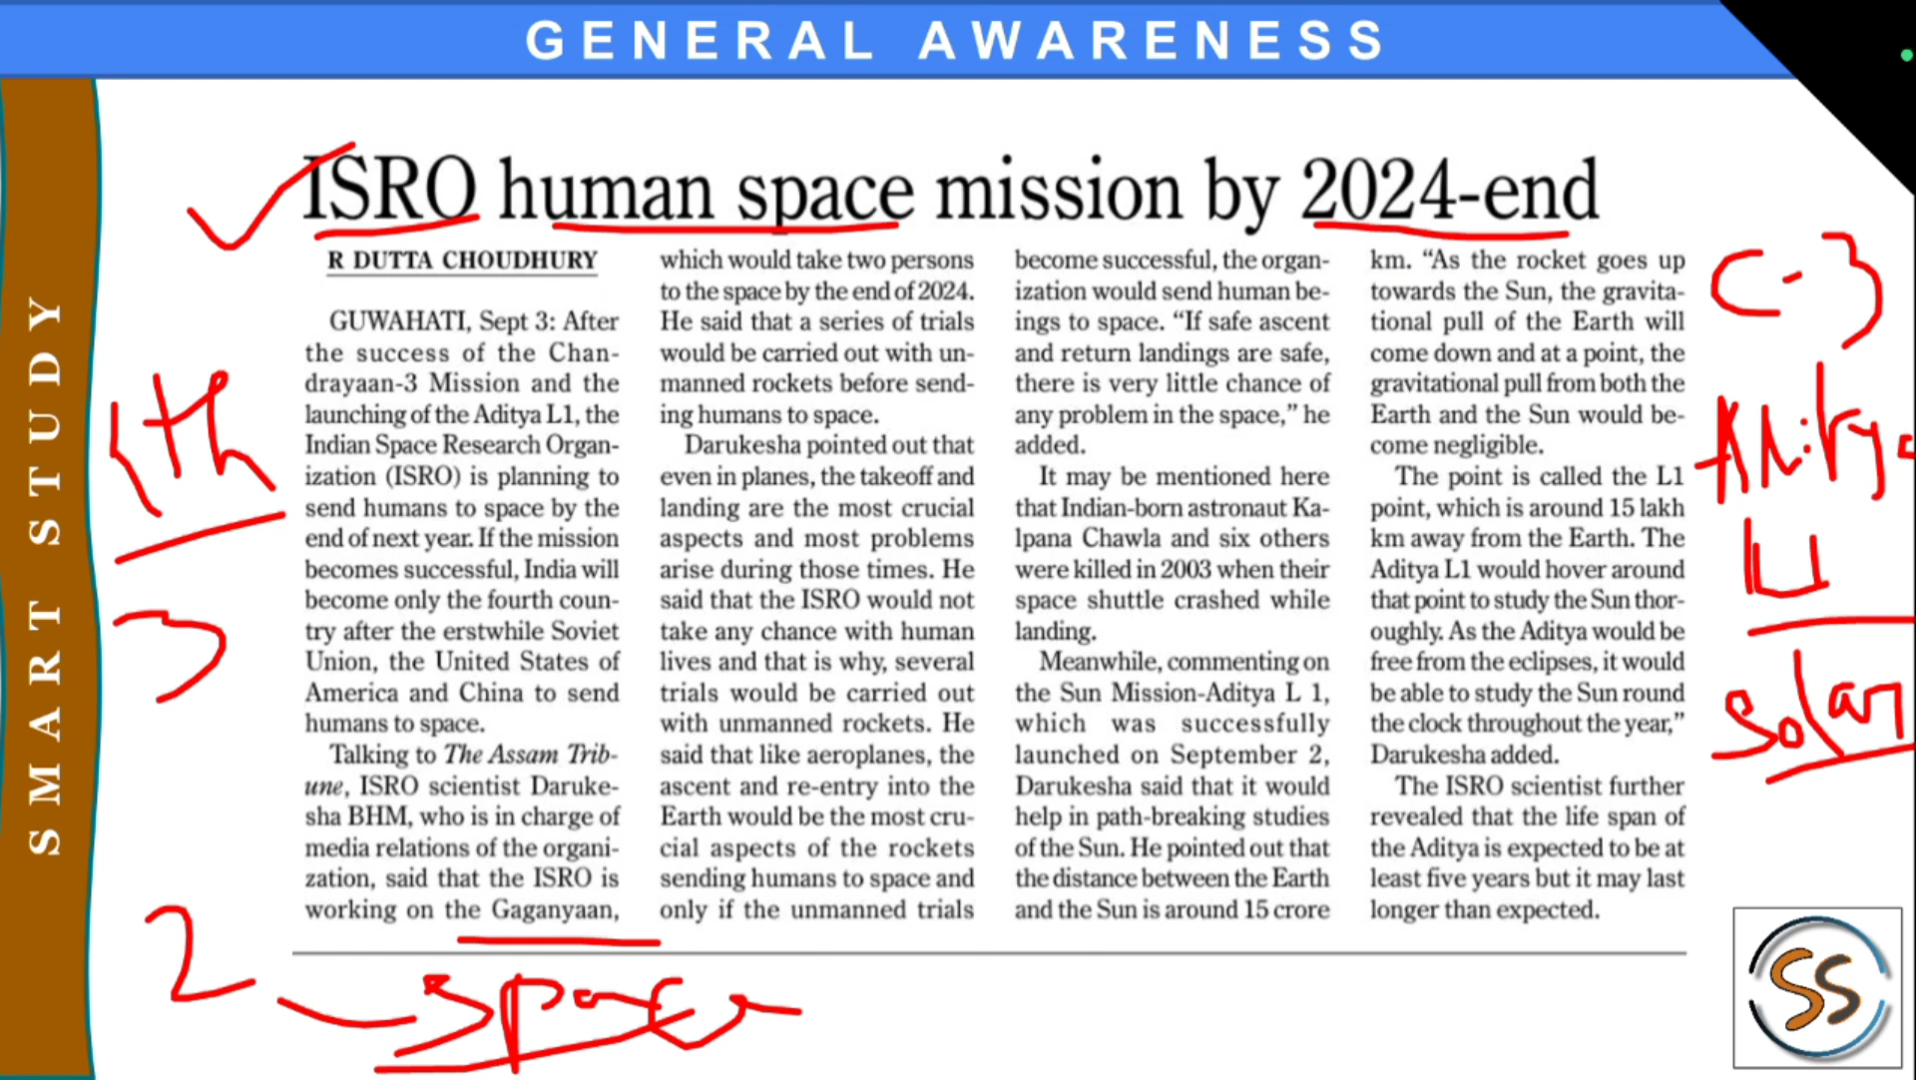 GENERAL AWARENESS
SMART STUDY
ISRO human space mission by 2024-end
R DUTTA CHOUDHURY
GUWAHATI, Sept 3: After
the success of the Chan-
drayaan-3 Mission and the
launching of the Aditya L1, the
Indian Space Research Organ-
ization (ISRO) is planning to
send humans to space by the
end of next year. If the mission
becomes successful, India will
become only the fourth coun-
try after the erstwhile Soviet
Union, the United States of
America and China to send
humans to space.
Talking to The Assam Trib-
une, ISRO scientist Daruke-
sha BHM, who is in charge of
media relations of the organi-
zation, said that the ISRO is
working on the Gaganyaan,
which would take two persons
to the space by the end of 2024.
He said that a series of trials
would be carried out with un-
manned rockets before send-
ing humans to space.
Darukesha pointed out that
even in planes, the takeoff and
landing are the most crucial
aspects and most problems
arise during those times. He
said that the ISRO would not
take any chance with human
lives and that is why, several
trials would be carried out
with unmanned rockets. He
said that like aeroplanes, the
ascent and re-entry into the
Earth would be the most cru-
cial aspects of the rockets
sending humans to space and
only if the unmanned trials
become successful, the organ-
ization would send human be-
ings to space. “If safe ascent
and return landings are safe,
there is very little chance of
any problem in the space,” he
added.
It may be mentioned here
that Indian-born astronaut Ka-
lpana Chawla and six others
were killed in 2003 when their
space shuttle crashed while
landing.
Meanwhile, commenting on
the Sun Mission-Aditya L 1,
which was successfully
launched on September 2,
Darukesha said that it would
help in path-breaking studies
of the Sun. He pointed out that
the distance between the Earth
and the Sun is around 15 crore
km. “As the rocket goes up
towards the Sun, the gravita-
tional pull of the Earth will
come down and at a point, the
gravitational pull from both the
Earth and the Sun would be-
come negligible.
The point is called the L1
point, which is around 15 lakh
km away from the Earth. The
Aditya L1 would hover around
that point to study the Sun thor-
oughly. As the Aditya would be
free from the eclipses, it would
be able to study the Sun round
the clock throughout the year,”
Darukesha added.
The ISRO scientist further
revealed that the life span of
the Aditya is expected to be at
least five years but it may last
longer than expected.
C-3
Aditya
L1
Solar
2
Space
SS